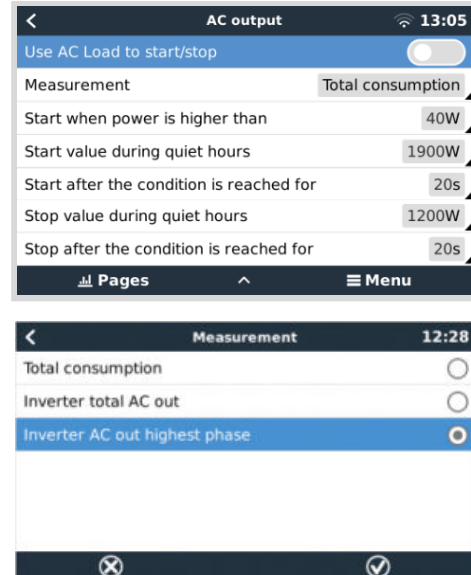 AC output 13:05
Use AC Load to start/stop
Measurement Total consumption
Start when power is higher than 40W
Start value during quiet hours 1900W
Start after the condition is reached for 20s
Stop value during quiet hours 1200W
Stop after the condition is reached for 20s
Pages Menu
Measurement 12:28
Total consumption
Inverter total AC out
Inverter AC out highest phase